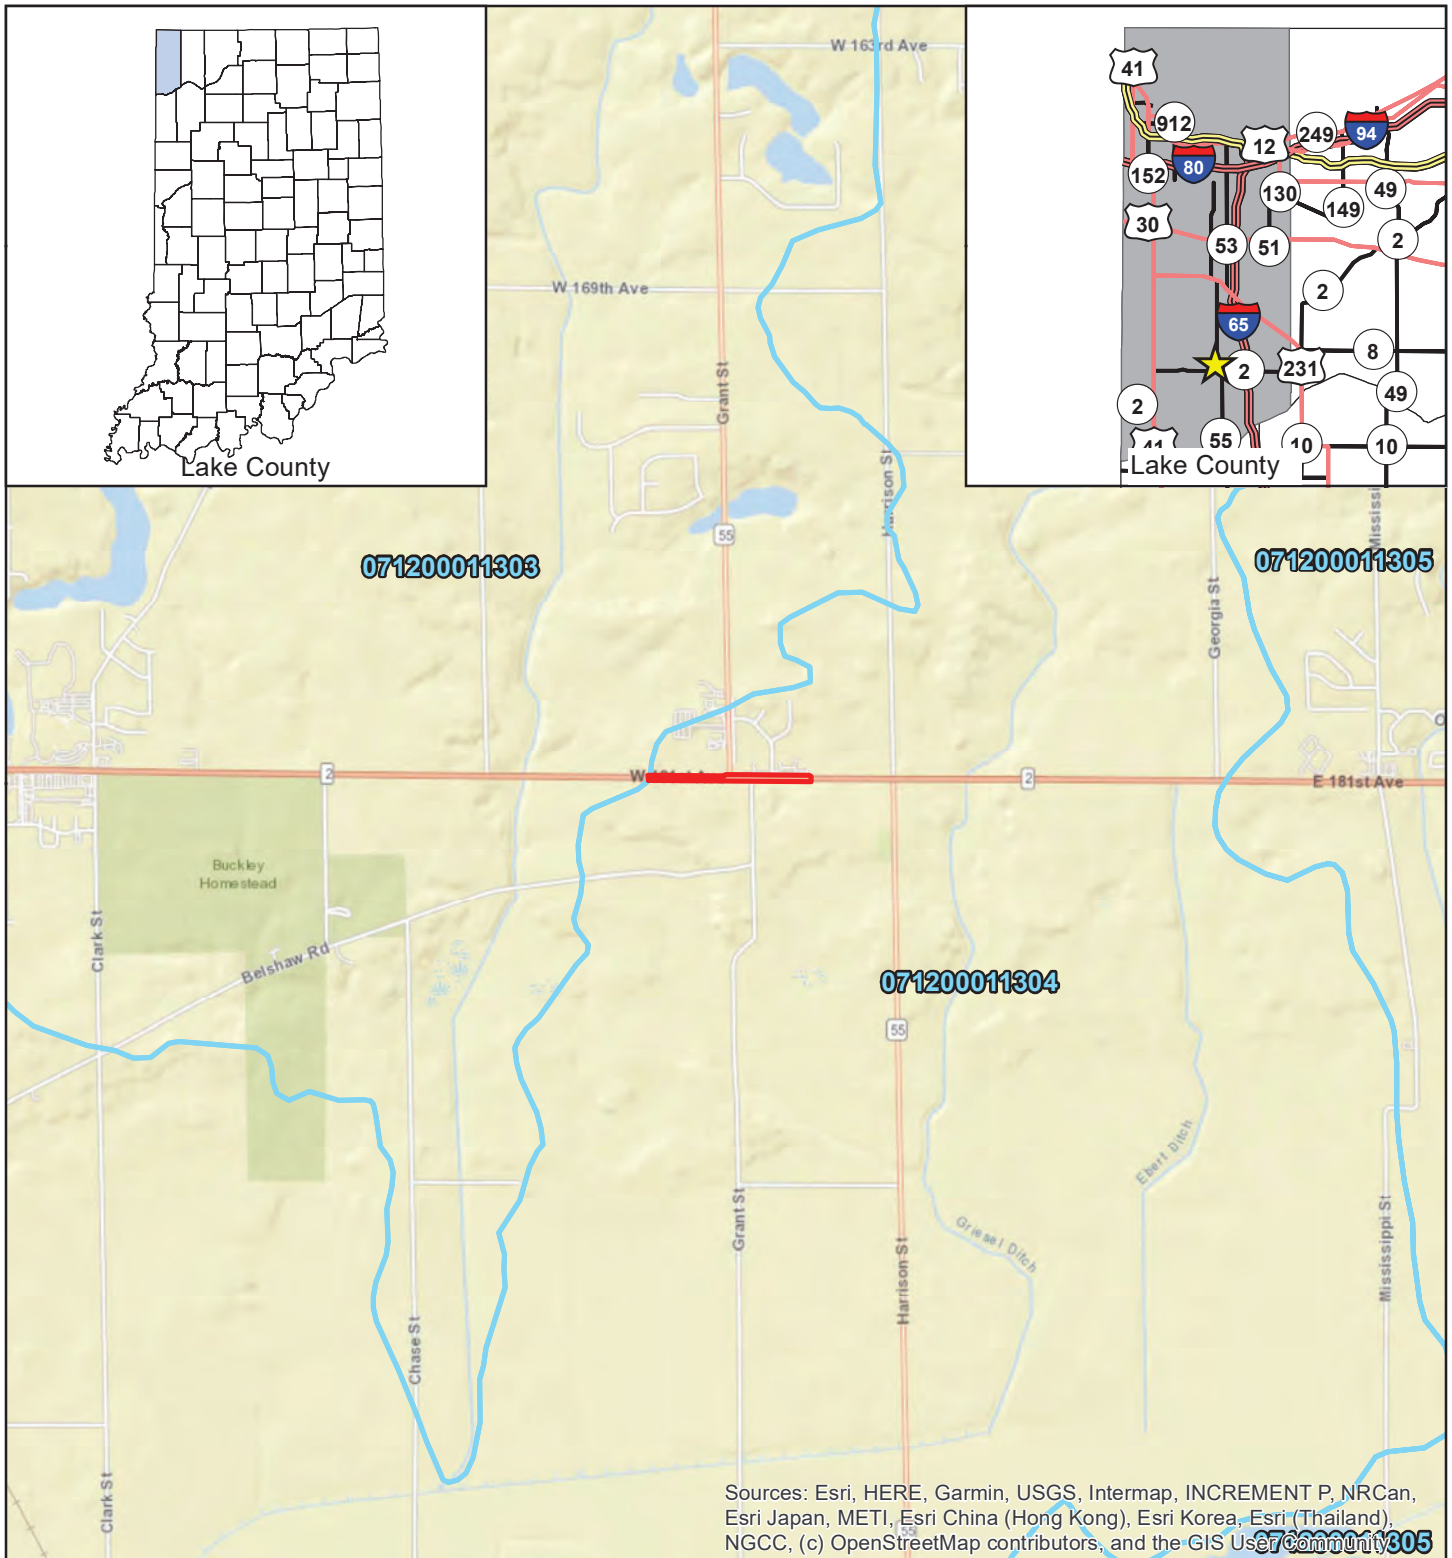 Lake County
41
912
249
94
12
80
152
130
49
149
30
53
51
2
2
65
8
2
231
49
2
41
55
10
10
Lake County
W 163rd Ave
W 169th Ave
Grant St
Harrison St
Mississi
55
071200011303
071200011305
Georgia St
2
2
E 181st Ave
Buckley
Homestead
Clark St
Belshaw Rd
071200011304
55
Ebert Ditch
Griesel Ditch
Grant St
Harrison St
Mississippi St
Chase St
Clark St
55
Sources: Esri, HERE, Garmin, USGS, Intermap, INCREMENT P, NRCan,
Esri Japan, METI, Esri China (Hong Kong), Esri Korea, Esri (Thailand),
NGCC, (c) OpenStreetMap contributors, and the GIS User Community
071200011305